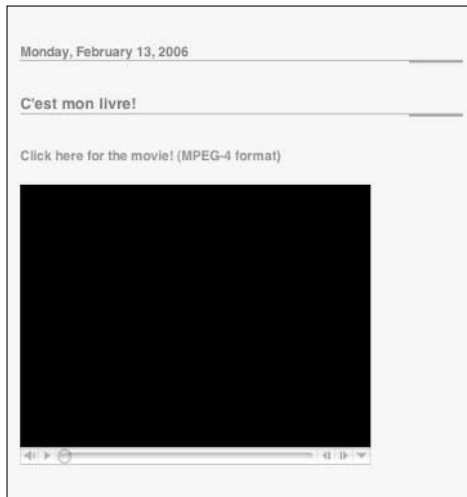 Monday, February 13, 2006
C'est mon livre!
Click here for the movie! (MPEG-4 format)